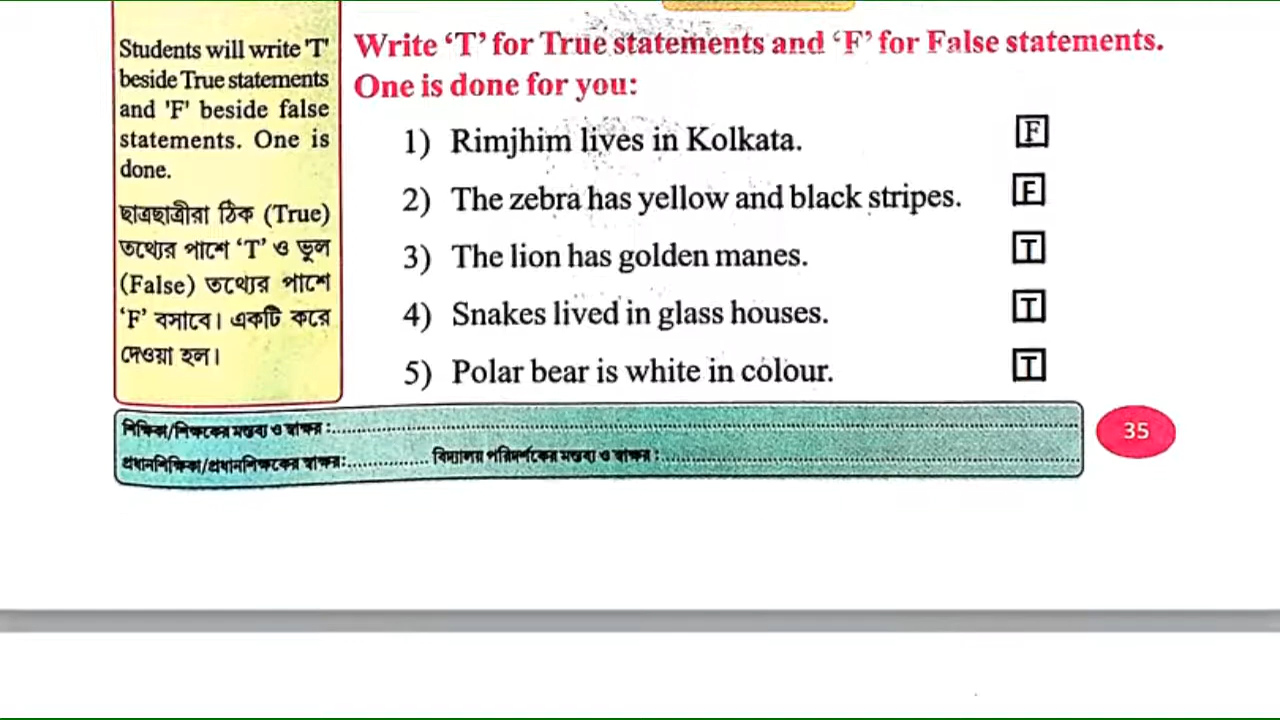 Students will write 'T'
beside True statements
and 'F' beside false
statements. One is
done.
ছাত্রছাত্রীরা ঠিক (True)
তথ্যের পাশে ‘T’ ও ভুল
(False) তথ্যের পাশে
‘F’ বসাবে। একটি করে
দেওয়া হল।
Write ‘T’ for True statements and ‘F’ for False statements.
One is done for you:
1) Rimjhim lives in Kolkata. F
2) The zebra has yellow and black stripes. F
3) The lion has golden manes. T
4) Snakes lived in glass houses. T
5) Polar bear is white in colour. T
শিক্ষিকা/শিক্ষকের মন্তব্য ও স্বাক্ষর :
প্রধানশিক্ষিকা/প্রধানশিক্ষকের স্বাক্ষর: বিদ্যালয় পরিদর্শকের মন্তব্য ও স্বাক্ষর :
35